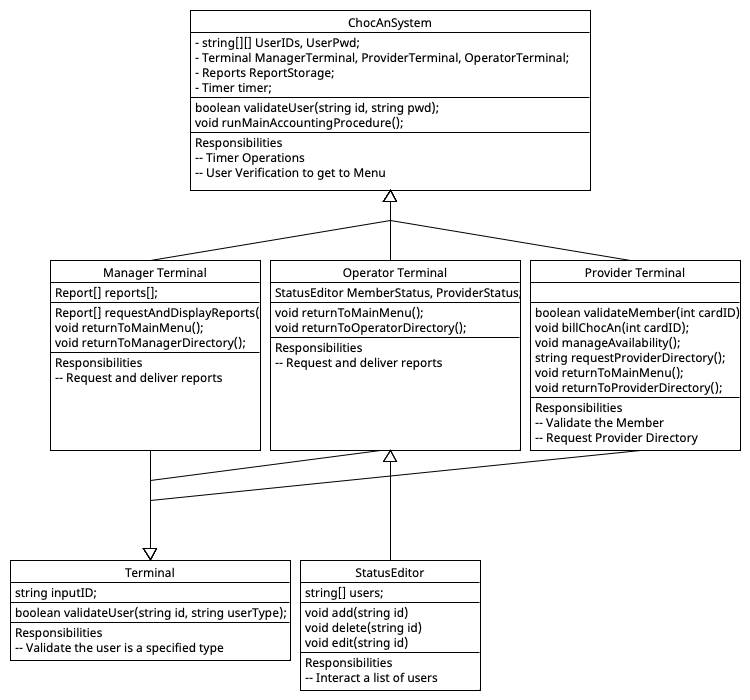 ChocAnSystem
- string[][] UserIDs, UserPwd;
- Terminal ManagerTerminal, ProviderTerminal, OperatorTerminal;
- Reports ReportStorage;
- Timer timer;
boolean validateUser(string id, string pwd);
void runMainAccountingProcedure();
Responsibilities
-- Timer Operations
-- User Verification to get to Menu
Manager Terminal
Report[] reports[];
Report[] requestAndDisplayReports(
void returnToMainMenu();
void returnToManagerDirectory();
Responsibilities
-- Request and deliver reports
Operator Terminal
StatusEditor MemberStatus, ProviderStatus;
void returnToMainMenu();
void returnToOperatorDirectory();
Responsibilities
-- Request and deliver reports
Provider Terminal
boolean validateMember(int cardID)
void billChocAn(int cardID);
void manageAvailability();
string requestProviderDirectory();
void returnToMainMenu();
void returnToProviderDirectory();
Responsibilities
-- Validate the Member
-- Request Provider Directory
Terminal
string inputID;
boolean validateUser(string id, string userType);
Responsibilities
-- Validate the user is a specified type
StatusEditor
string[] users;
void add(string id)
void delete(string id)
void edit(string id)
Responsibilities
-- Interact a list of users